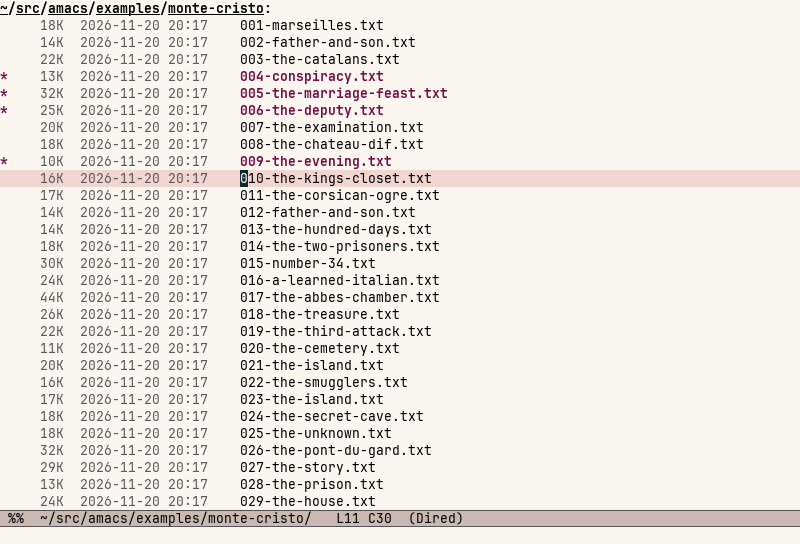 ~/src/amacs/examples/monte-cristo:
18K 2026-11-20 20:17 001-marseilles.txt
14K 2026-11-20 20:17 002-father-and-son.txt
22K 2026-11-20 20:17 003-the-catalans.txt
* 13K 2026-11-20 20:17 004-conspiracy.txt
* 32K 2026-11-20 20:17 005-the-marriage-feast.txt
* 25K 2026-11-20 20:17 006-the-deputy.txt
20K 2026-11-20 20:17 007-the-examination.txt
18K 2026-11-20 20:17 008-the-chateau-dif.txt
* 10K 2026-11-20 20:17 009-the-evening.txt
16K 2026-11-20 20:17 010-the-kings-closet.txt
17K 2026-11-20 20:17 011-the-corsican-ogre.txt
14K 2026-11-20 20:17 012-father-and-son.txt
14K 2026-11-20 20:17 013-the-hundred-days.txt
18K 2026-11-20 20:17 014-the-two-prisoners.txt
30K 2026-11-20 20:17 015-number-34.txt
24K 2026-11-20 20:17 016-a-learned-italian.txt
44K 2026-11-20 20:17 017-the-abbes-chamber.txt
26K 2026-11-20 20:17 018-the-treasure.txt
22K 2026-11-20 20:17 019-the-third-attack.txt
11K 2026-11-20 20:17 020-the-cemetery.txt
20K 2026-11-20 20:17 021-the-island.txt
16K 2026-11-20 20:17 022-the-smugglers.txt
17K 2026-11-20 20:17 023-the-island.txt
18K 2026-11-20 20:17 024-the-secret-cave.txt
18K 2026-11-20 20:17 025-the-unknown.txt
32K 2026-11-20 20:17 026-the-pont-du-gard.txt
29K 2026-11-20 20:17 027-the-story.txt
13K 2026-11-20 20:17 028-the-prison.txt
24K 2026-11-20 20:17 029-the-house.txt
%% ~/src/amacs/examples/monte-cristo/ L11 C30 (Dired)